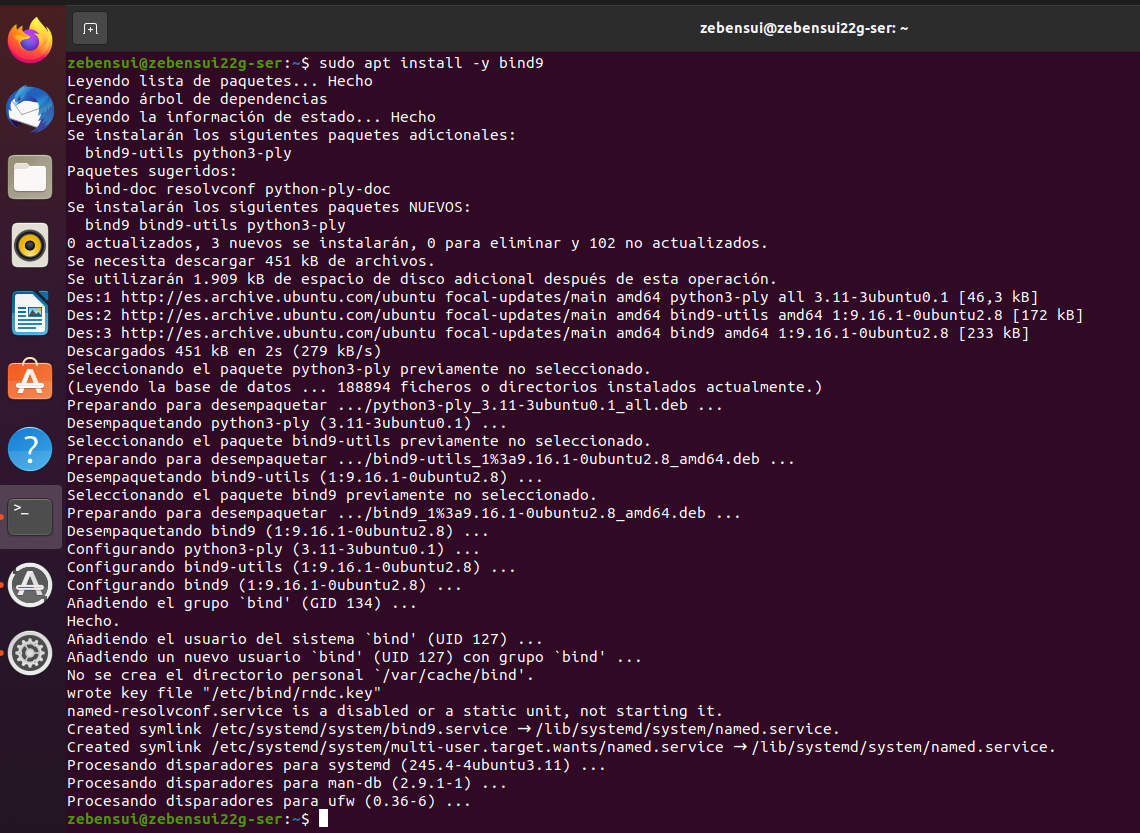 zebensui@zebensui22g-ser: ~
zebensui@zebensui22g-ser:~$ sudo apt install -y bind9
Leyendo lista de paquetes... Hecho
Creando árbol de dependencias
Leyendo la información de estado... Hecho
Se instalarán los siguientes paquetes adicionales:
  bind9-utils python3-ply
Paquetes sugeridos:
  bind-doc resolvconf python-ply-doc
Se instalarán los siguientes paquetes NUEVOS:
  bind9 bind9-utils python3-ply
0 actualizados, 3 nuevos se instalarán, 0 para eliminar y 102 no actualizados.
Se necesita descargar 451 kB de archivos.
Se utilizarán 1.909 kB de espacio de disco adicional después de esta operación.
Des:1 http://es.archive.ubuntu.com/ubuntu focal-updates/main amd64 python3-ply all 3.11-3ubuntu0.1 [46,3 kB]
Des:2 http://es.archive.ubuntu.com/ubuntu focal-updates/main amd64 bind9-utils amd64 1:9.16.1-0ubuntu2.8 [172 kB]
Des:3 http://es.archive.ubuntu.com/ubuntu focal-updates/main amd64 bind9 amd64 1:9.16.1-0ubuntu2.8 [233 kB]
Descargados 451 kB en 2s (279 kB/s)
Seleccionando el paquete python3-ply previamente no seleccionado.
(Leyendo la base de datos ... 188894 ficheros o directorios instalados actualmente.)
Preparando para desempaquetar .../python3-ply_3.11-3ubuntu0.1_all.deb ...
Desempaquetando python3-ply (3.11-3ubuntu0.1) ...
Seleccionando el paquete bind9-utils previamente no seleccionado.
Preparando para desempaquetar .../bind9-utils_1%3a9.16.1-0ubuntu2.8_amd64.deb ...
Desempaquetando bind9-utils (1:9.16.1-0ubuntu2.8) ...
Seleccionando el paquete bind9 previamente no seleccionado.
Preparando para desempaquetar .../bind9_1%3a9.16.1-0ubuntu2.8_amd64.deb ...
Desempaquetando bind9 (1:9.16.1-0ubuntu2.8) ...
Configurando python3-ply (3.11-3ubuntu0.1) ...
Configurando bind9-utils (1:9.16.1-0ubuntu2.8) ...
Configurando bind9 (1:9.16.1-0ubuntu2.8) ...
Añadiendo el grupo `bind' (GID 134) ...
Hecho.
Añadiendo el usuario del sistema `bind' (UID 127) ...
Añadiendo un nuevo usuario `bind' (UID 127) con grupo `bind' ...
No se crea el directorio personal `/var/cache/bind'.
wrote key file "/etc/bind/rndc.key"
named-resolvconf.service is a disabled or a static unit, not starting it.
Created symlink /etc/systemd/system/bind9.service → /lib/systemd/system/named.service.
Created symlink /etc/systemd/system/multi-user.target.wants/named.service → /lib/systemd/system/named.service.
Procesando disparadores para systemd (245.4-4ubuntu3.11) ...
Procesando disparadores para man-db (2.9.1-1) ...
Procesando disparadores para ufw (0.36-6) ...
zebensui@zebensui22g-ser:~$